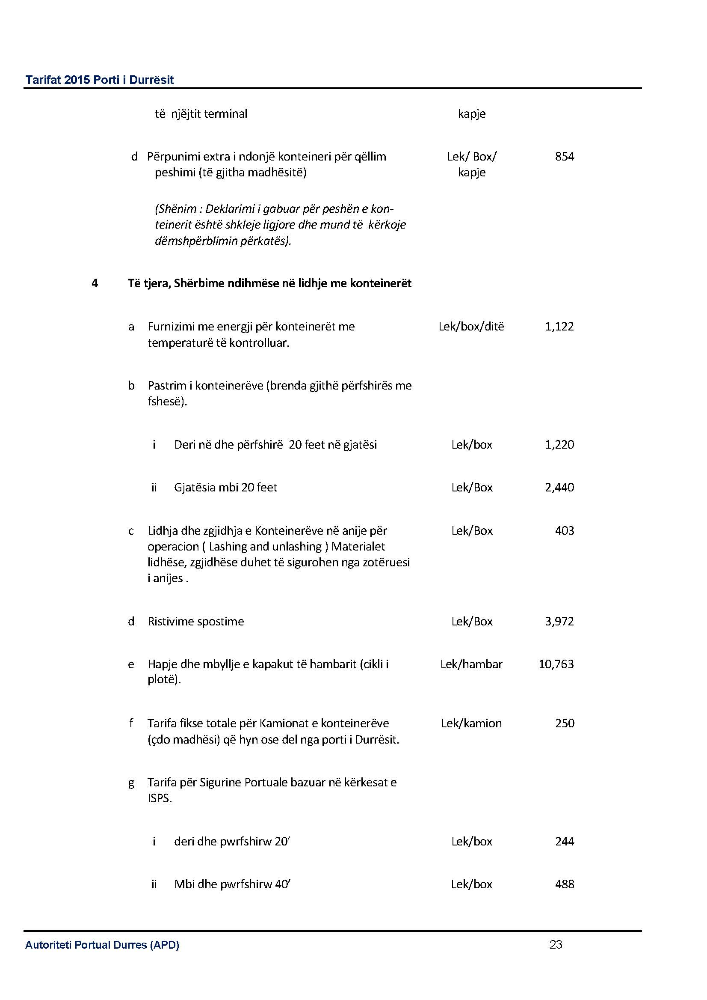 Tarifat 2015 Porti i Durrësit
të njëjtit terminal kapje
d Përpunimi extra i ndonjë konteineri për qëllim Lek/ Box/ 854
peshimi (të gjitha madhësitë) kapje
(Shënim : Deklarimi i gabuar për peshën e kon-
teinerit është shkleje ligjore dhe mund të kërkoje
dëmshpërblimin përkatës).
4 Të tjera, Shërbime ndihmëse në lidhje me konteinerët
a Furnizimi me energji për konteinerët me Lek/box/ditë 1,122
temperaturë të kontrolluar.
b Pastrim i konteinerëve (brenda gjithë përfshirës me
fshesë).
i Deri në dhe përfshirë 20 feet në gjatësi Lek/box 1,220
ii Gjatësia mbi 20 feet Lek/Box 2,440
c Lidhja dhe zgjidhja e Konteinerëve në anije për Lek/Box 403
operacion ( Lashing and unlashing ) Materialet
lidhëse, zgjidhëse duhet të sigurohen nga zotëruesi
i anijes .
d Ristivime spostime Lek/Box 3,972
e Hapje dhe mbyllje e kapakut të hambarit (cikli i Lek/hambar 10,763
plotë).
f Tarifa fikse totale për Kamionat e konteinerëve Lek/kamion 250
(çdo madhësi) që hyn ose del nga porti i Durrësit.
g Tarifa për Sigurine Portuale bazuar në kërkesat e
ISPS.
i deri dhe pwrfshirw 20’ Lek/box 244
ii Mbi dhe pwrfshirw 40’ Lek/box 488
Autoriteti Portual Durres (APD) 23